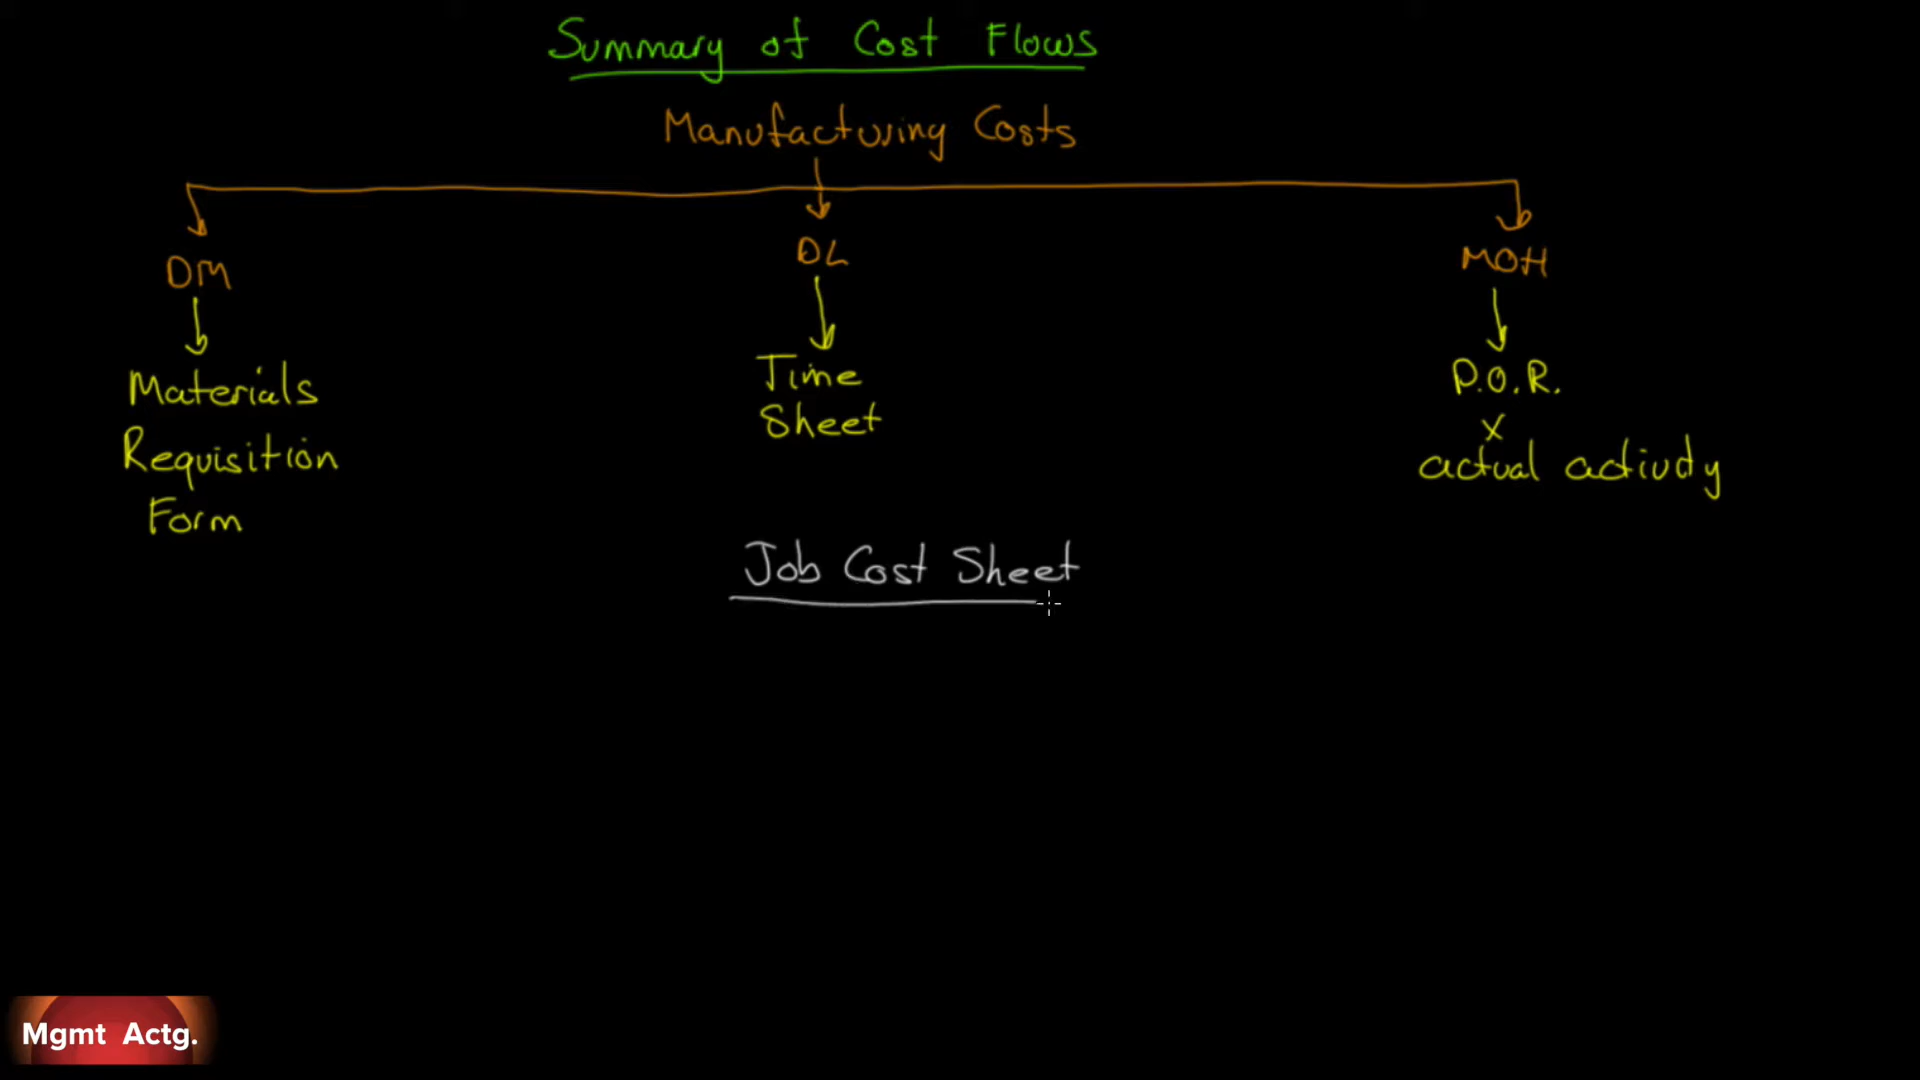 Summary of Cost Flows
Manufacturing Costs
DM
DL
MOH
Materials
Requisition
Form
Time
Sheet
P.O.R.
x
actual activity
Job Cost Sheet
Mgmt Actg.